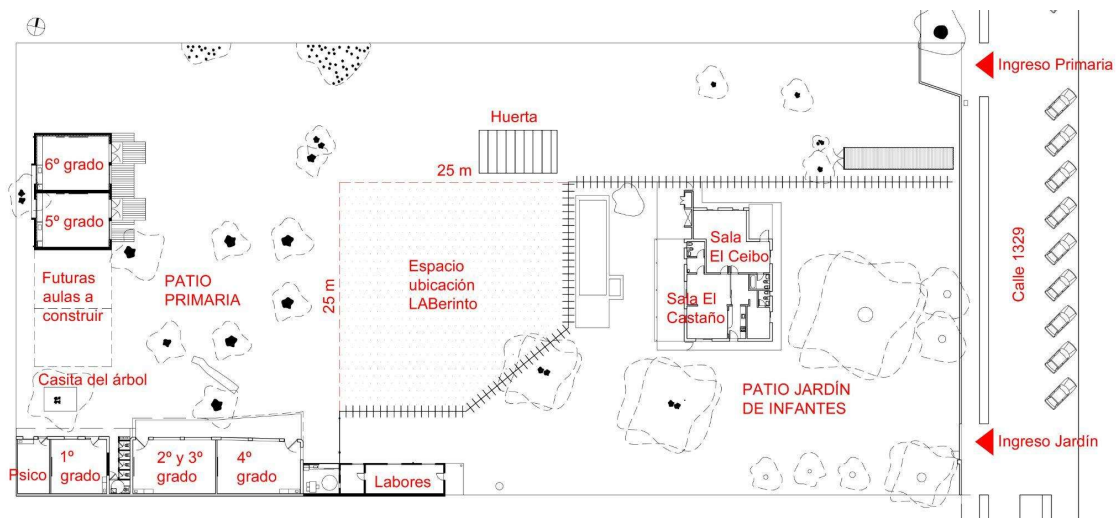 Ingreso Primaria
Huerta
25 m
6º grado
5º grado
Sala
El Ceibo
Espacio
ubicación
LABerinto
Futuras
aulas a
construir
PATIO
PRIMARIA
25 m
Sala El
Castaño
Calle 1329
Casita del árbol
PATIO JARDÍN
DE INFANTES
Ingreso Jardín
Psico
1º
grado
2º y 3º
grado
4º
grado
Labores